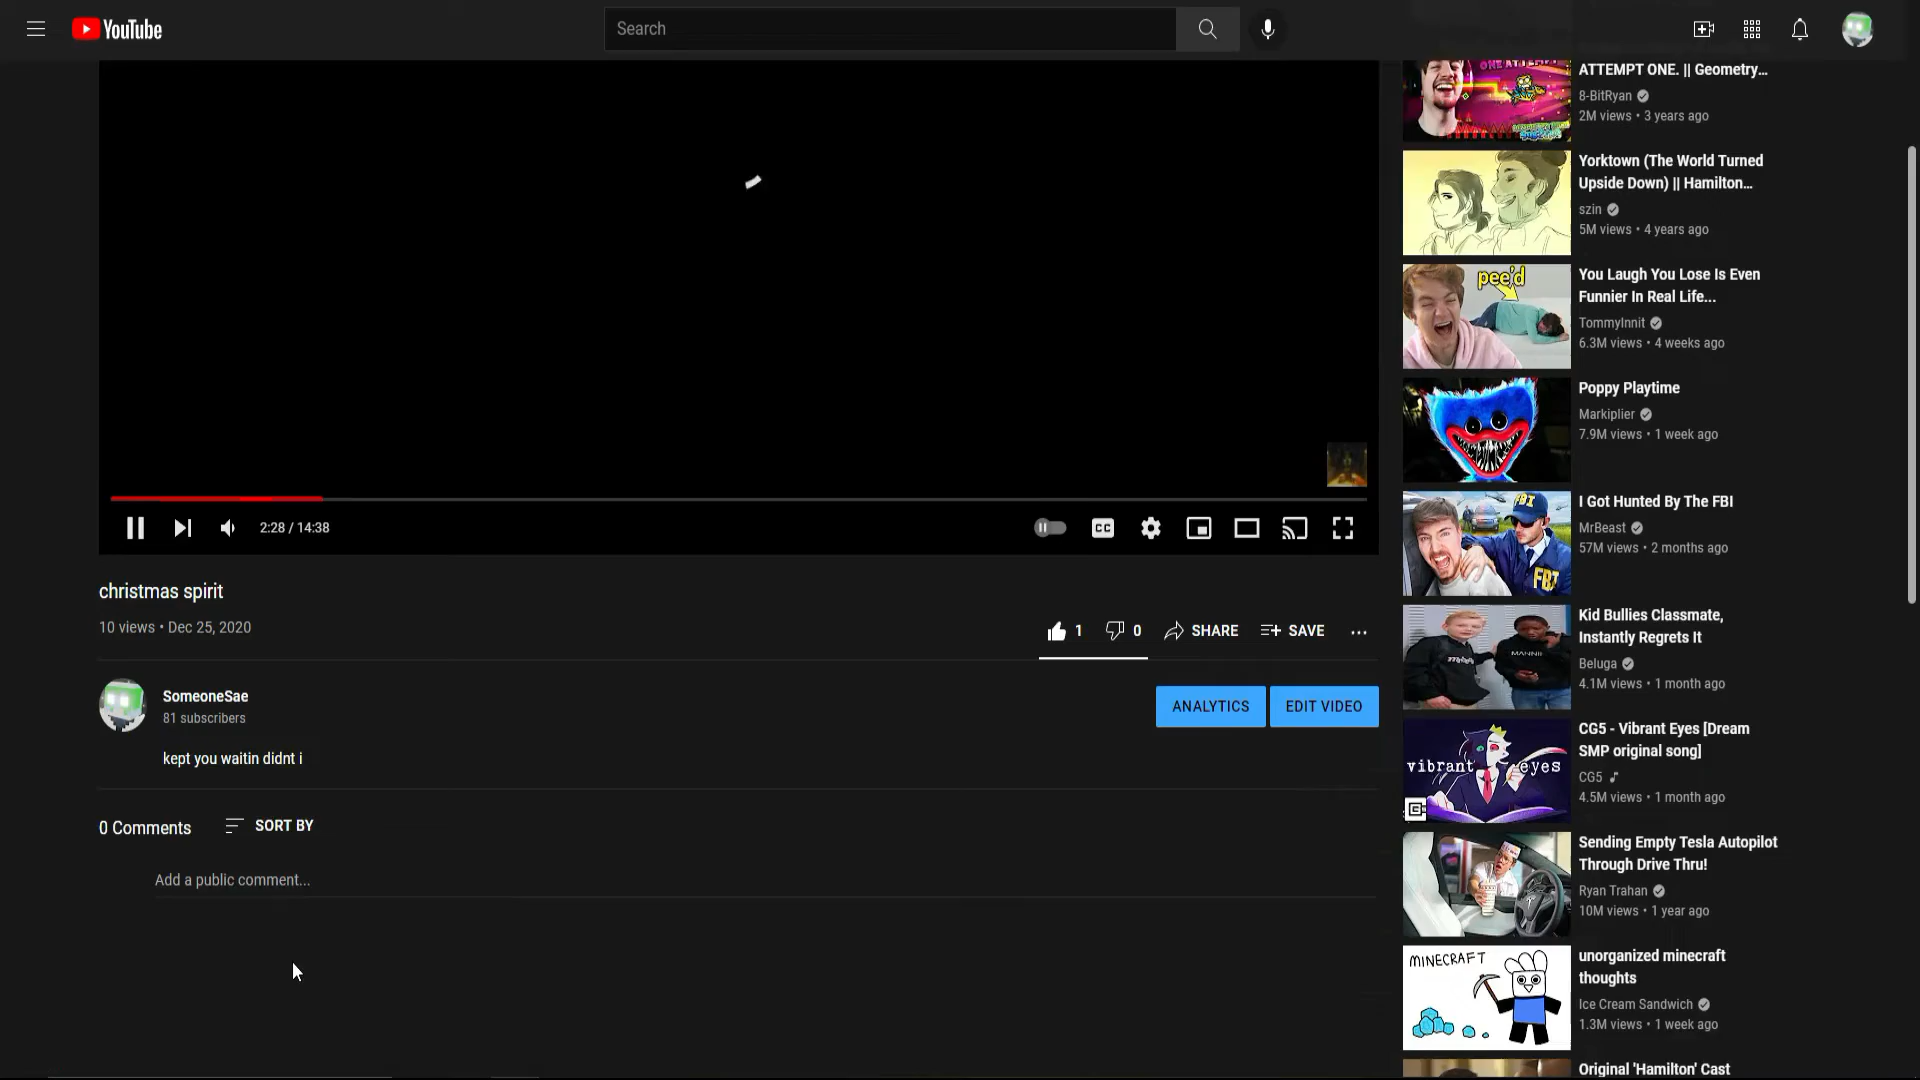 YouTube
Search
2:28 / 14:38
CC
christmas spirit
10 views • Dec 25, 2020
1
0
SHARE
SAVE
SomeoneSae
81 subscribers
ANALYTICS
EDIT VIDEO
kept you waitin didnt i
0 Comments
SORT BY
Add a public comment...
ONE ATTEMPT
ATTEMPT ONE. || Geometry...
8-BitRyan
2M views • 3 years ago
Yorktown (The World Turned
Upside Down) || Hamilton...
szin
5M views • 4 years ago
pee'd
You Laugh You Lose Is Even
Funnier In Real Life...
TommyInnit
6.3M views • 4 weeks ago
Poppy Playtime
Markiplier
7.9M views • 1 week ago
FBI
FBI
I Got Hunted By The FBI
MrBeast
57M views • 2 months ago
MANNII
Kid Bullies Classmate,
Instantly Regrets It
Beluga
4.1M views • 1 month ago
vibrant eyes
CG5 - Vibrant Eyes [Dream
SMP original song]
CG5
4.5M views • 1 month ago
Sending Empty Tesla Autopilot
Through Drive Thru!
Ryan Trahan
10M views • 1 year ago
MINECRAFT
unorganized minecraft
thoughts
Ice Cream Sandwich
1.3M views • 1 week ago
Original 'Hamilton' Cast